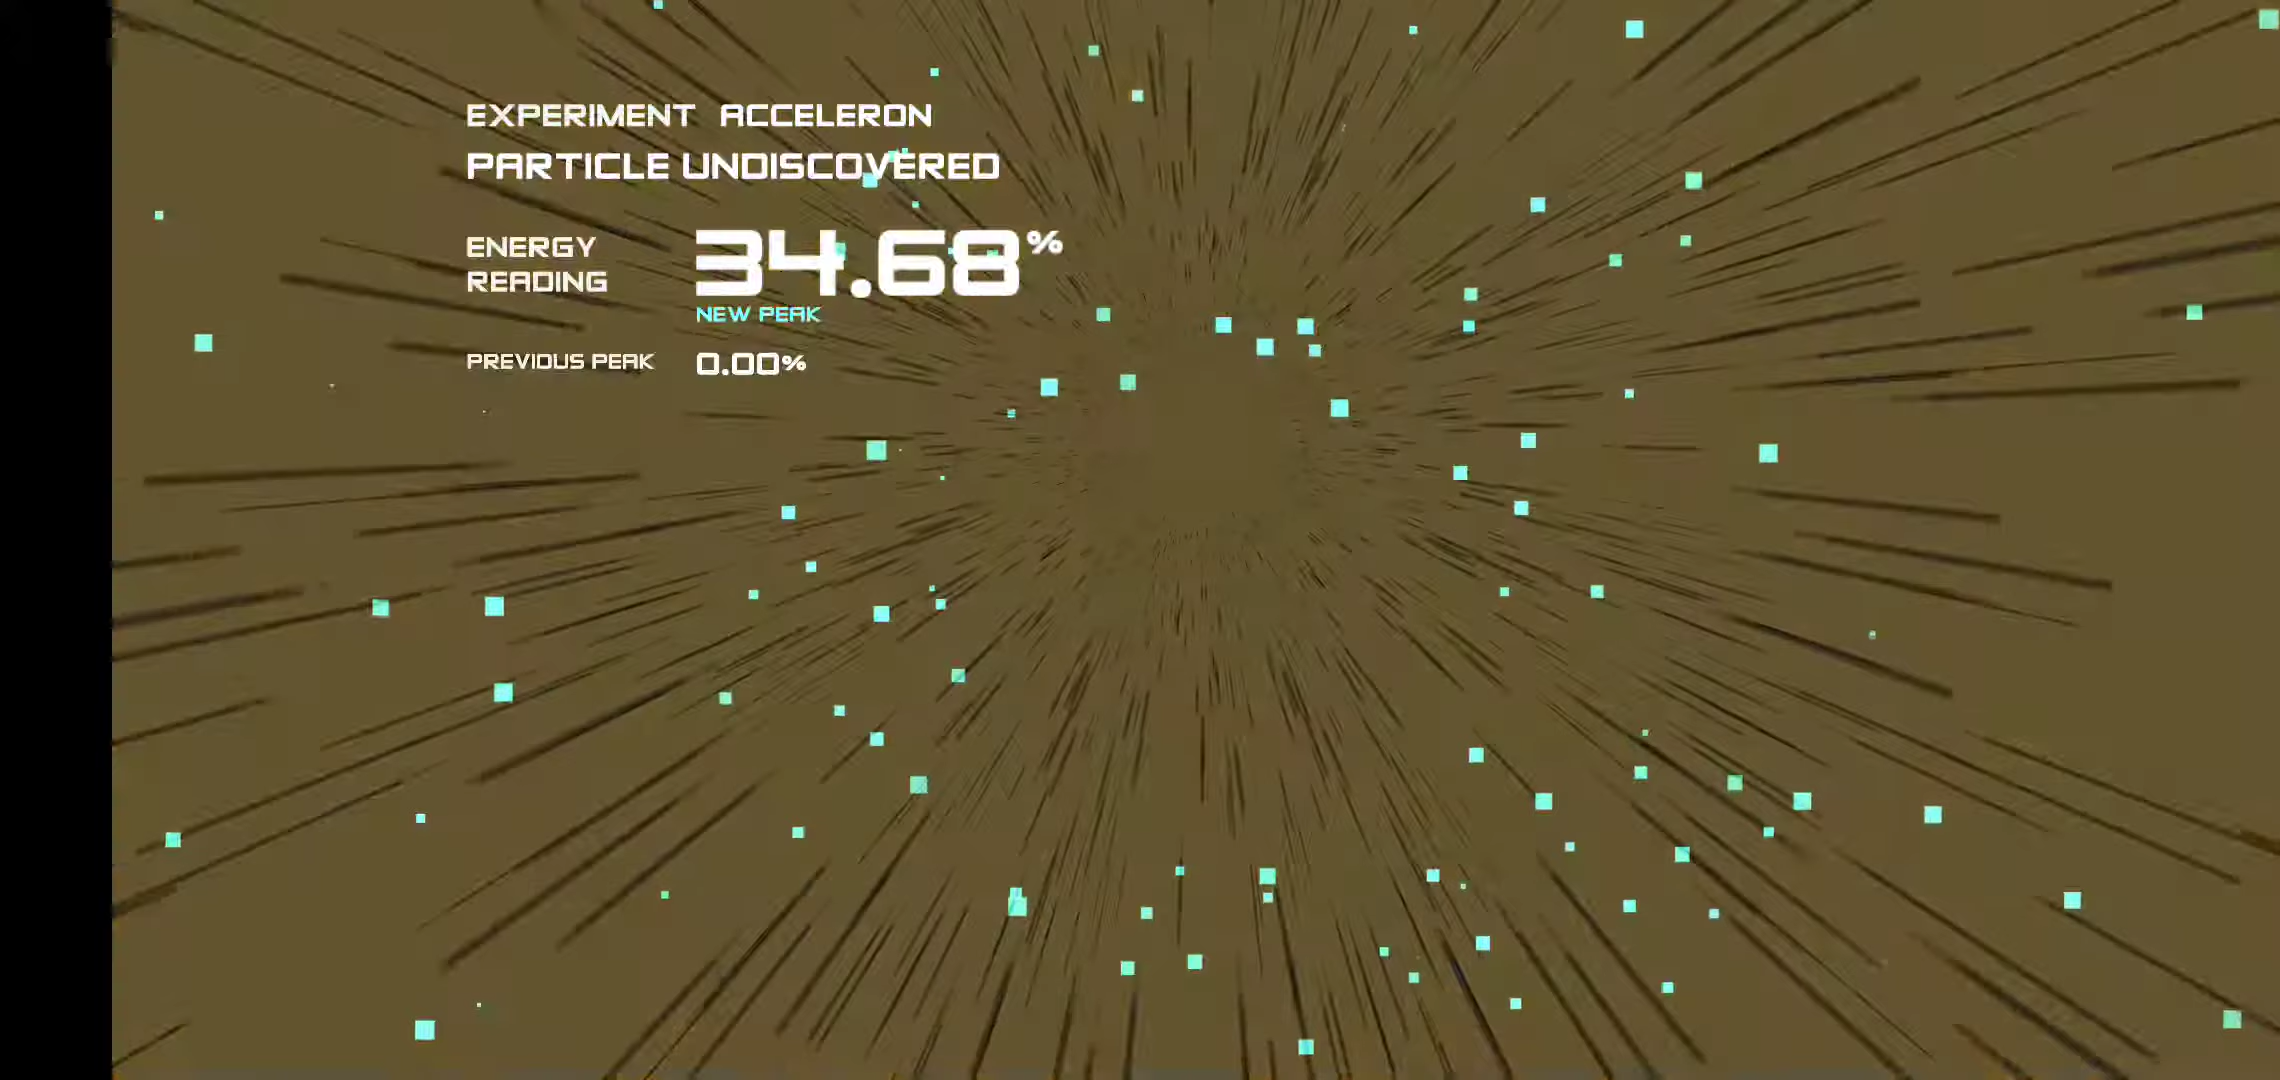 EXPERIMENT ACCELERON
PARTICLE UNDISCOVERED
ENERGY READING 34.68%
NEW PEAK
PREVIOUS PEAK 0.00%